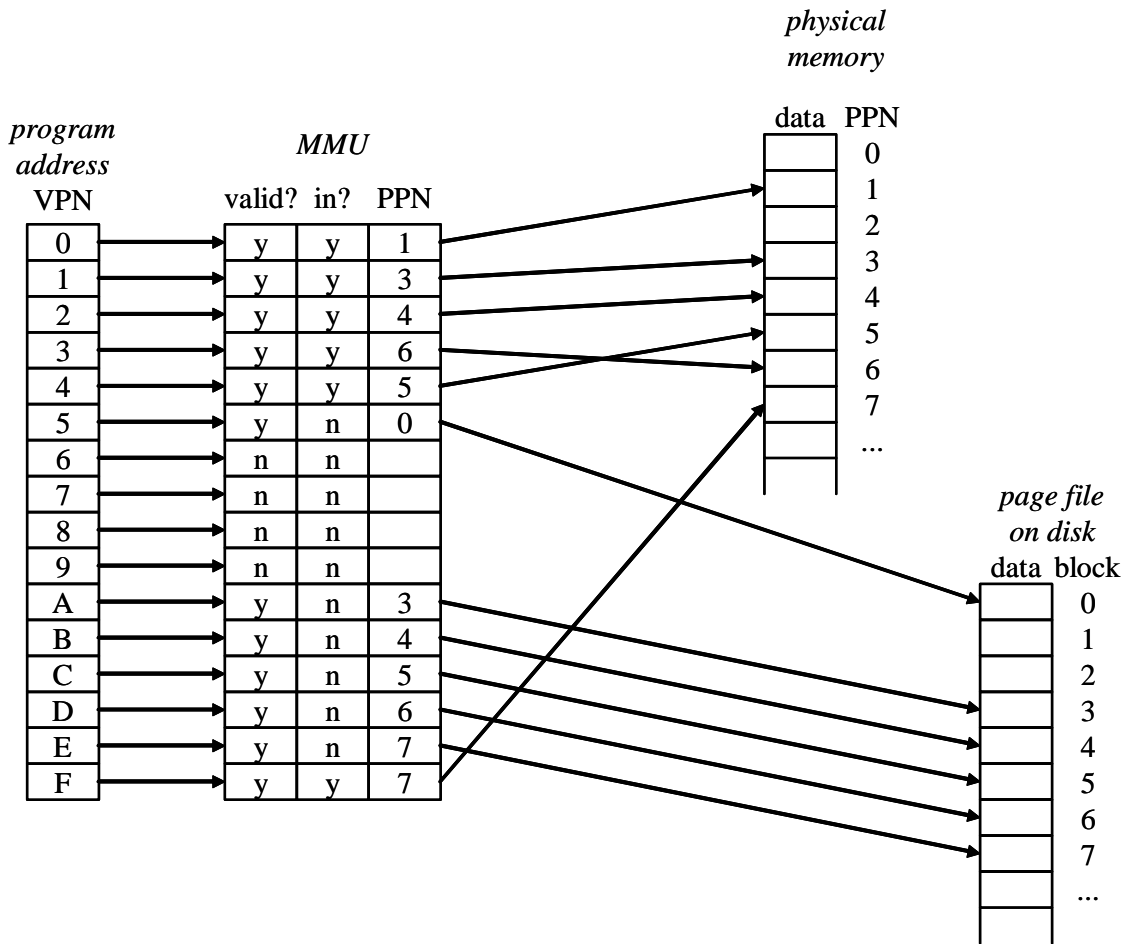 physical
memory
data PPN
0
1
2
3
4
5
6
7
...
program
address
VPN
MMU
valid? in? PPN
0 y y 1
1 y y 3
2 y y 4
3 y y 6
4 y y 5
5 y n 0
6 n n
7 n n
8 n n
9 n n
A y n 3
B y n 4
C y n 5
D y n 6
E y n 7
F y y 7
page file
on disk
data block
0
1
2
3
4
5
6
7
...